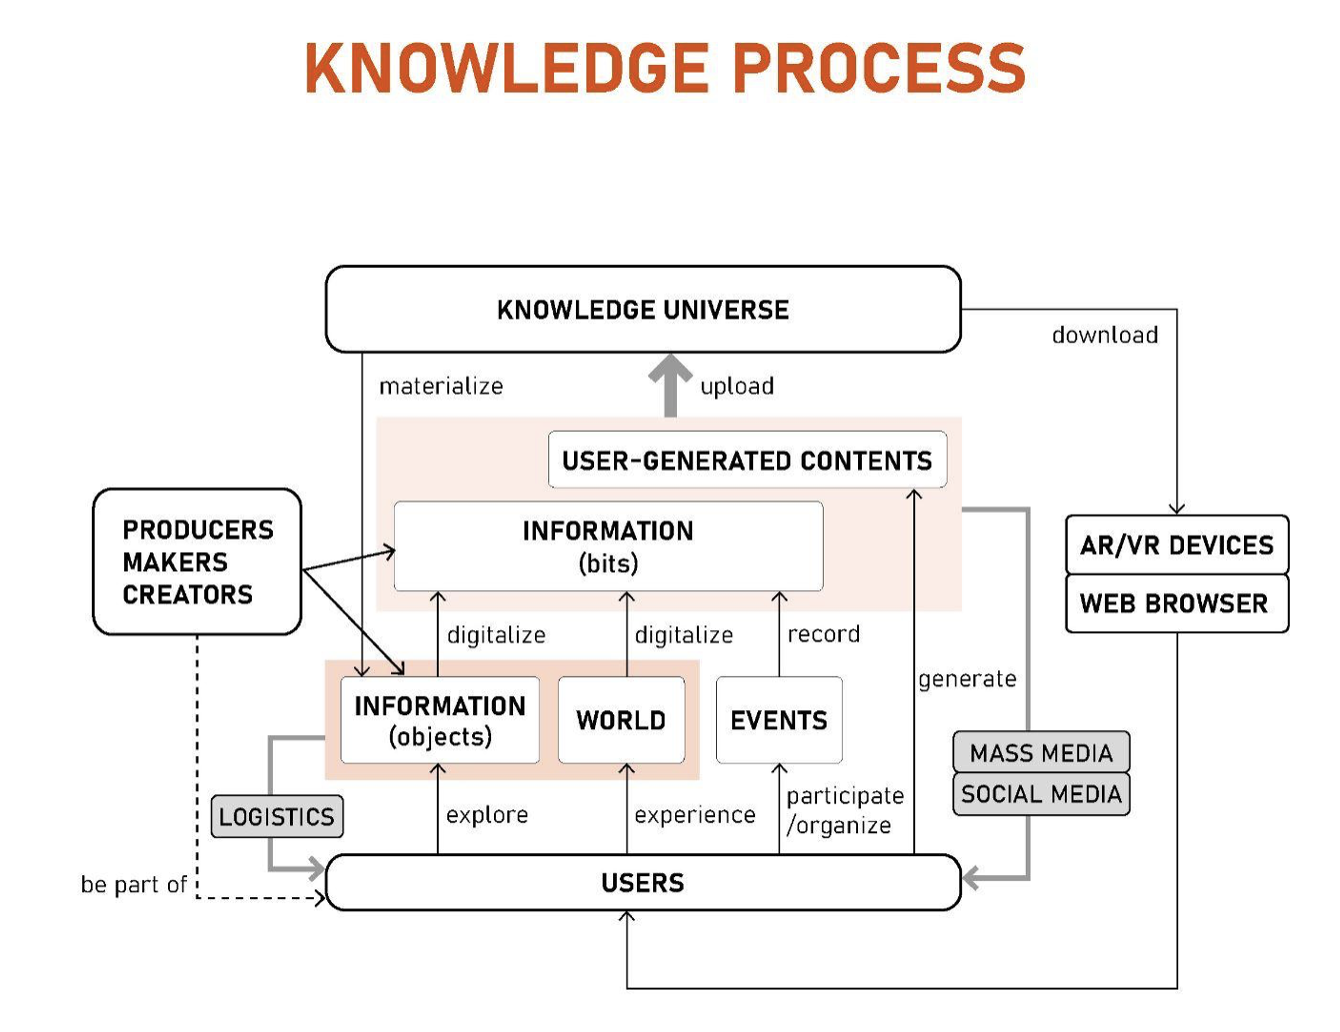 KNOWLEDGE PROCESS
KNOWLEDGE UNIVERSE
download
materialize
upload
USER-GENERATED CONTENTS
PRODUCERS
MAKERS
CREATORS
INFORMATION
(bits)
AR/VR DEVICES
WEB BROWSER
digitalize
digitalize
record
generate
INFORMATION
(objects)
WORLD
EVENTS
MASS MEDIA
SOCIAL MEDIA
LOGISTICS
explore
experience
participate
/organize
be part of
USERS